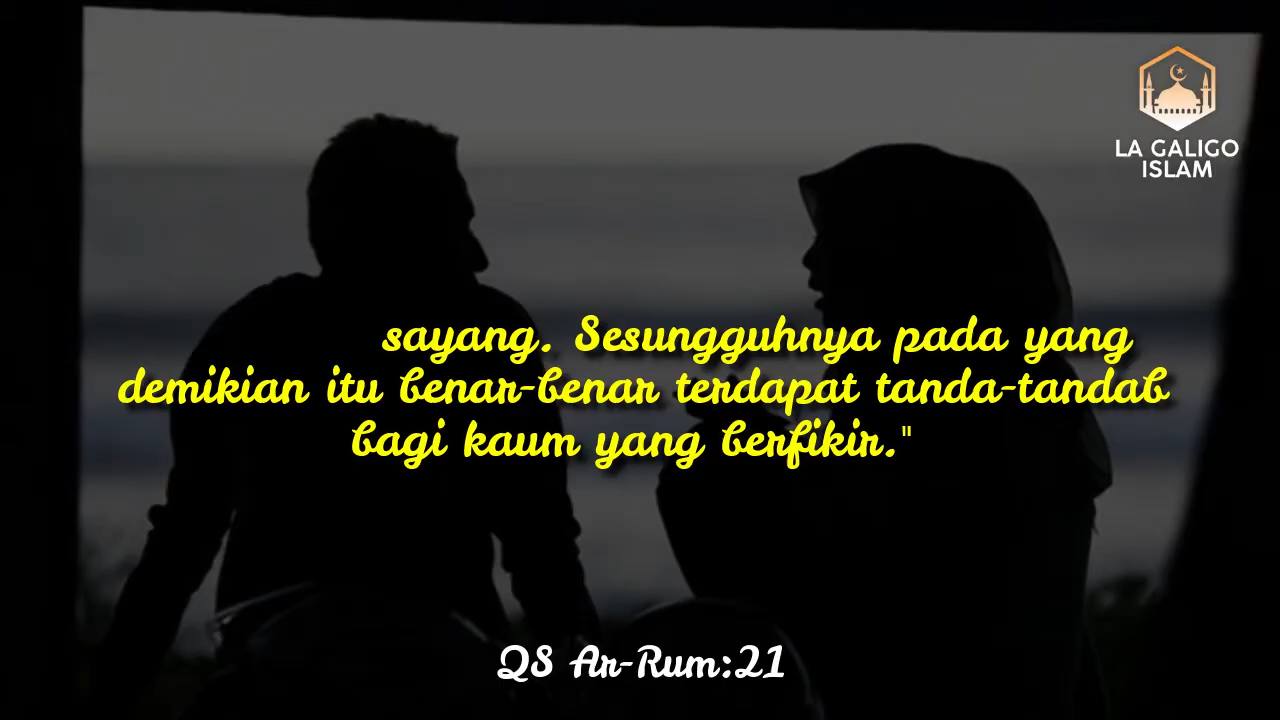 LA GALIGO
ISLAM
sayang. Sesungguhnya pada yang
demikian itu benar-benar terdapat tanda-tandab
bagi kaum yang berfikir."
QS Ar-Rum:21